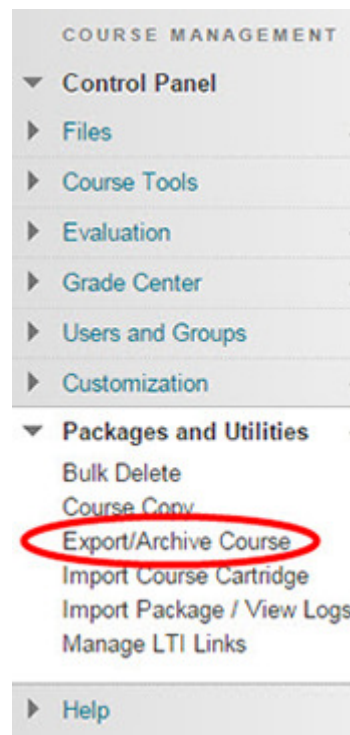 COURSE MANAGEMENT
Control Panel
Files
Course Tools
Evaluation
Grade Center
Users and Groups
Customization
Packages and Utilities
Bulk Delete
Course Copy
Export/Archive Course
Import Course Cartridge
Import Package / View Logs
Manage LTI Links
Help